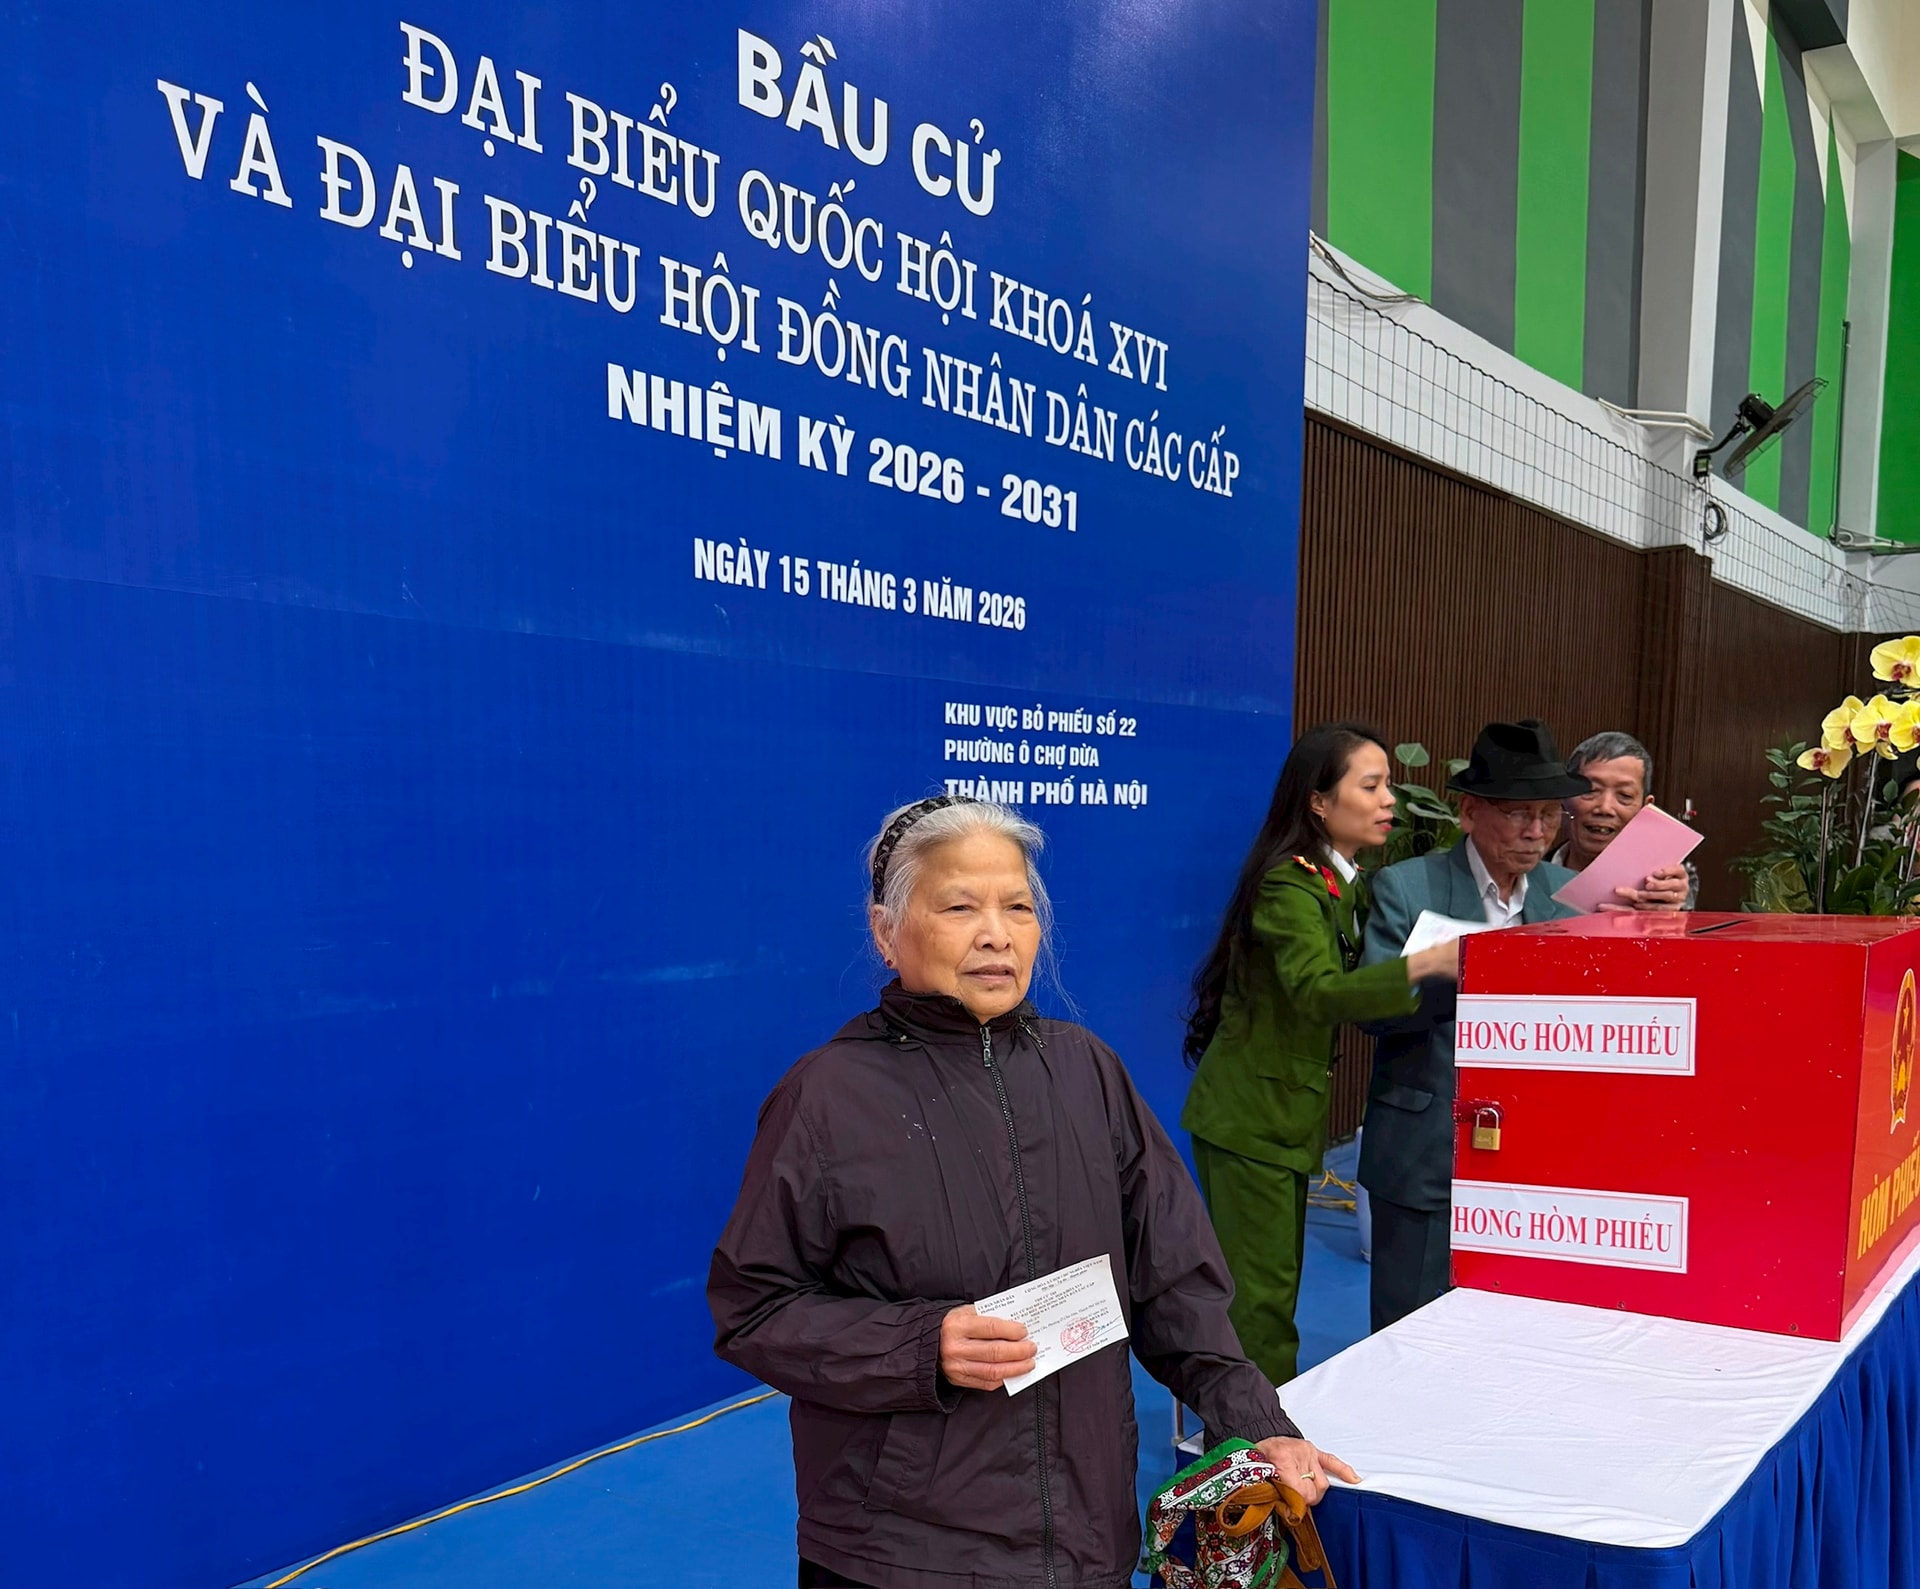 BẦU CỬ
ĐẠI BIỂU QUỐC HỘI KHOÁ XVI
VÀ ĐẠI BIỂU HỘI ĐỒNG NHÂN DÂN CÁC CẤP
NHIỆM KỲ 2026 - 2031
NGÀY 15 THÁNG 3 NĂM 2026
KHU VỰC BỎ PHIẾU SỐ 22
PHƯỜNG Ô CHỢ DỪA
THÀNH PHỐ HÀ NỘI
HONG HÒM PHIẾU
HONG HÒM PHIẾU
HÒM PHIẾU